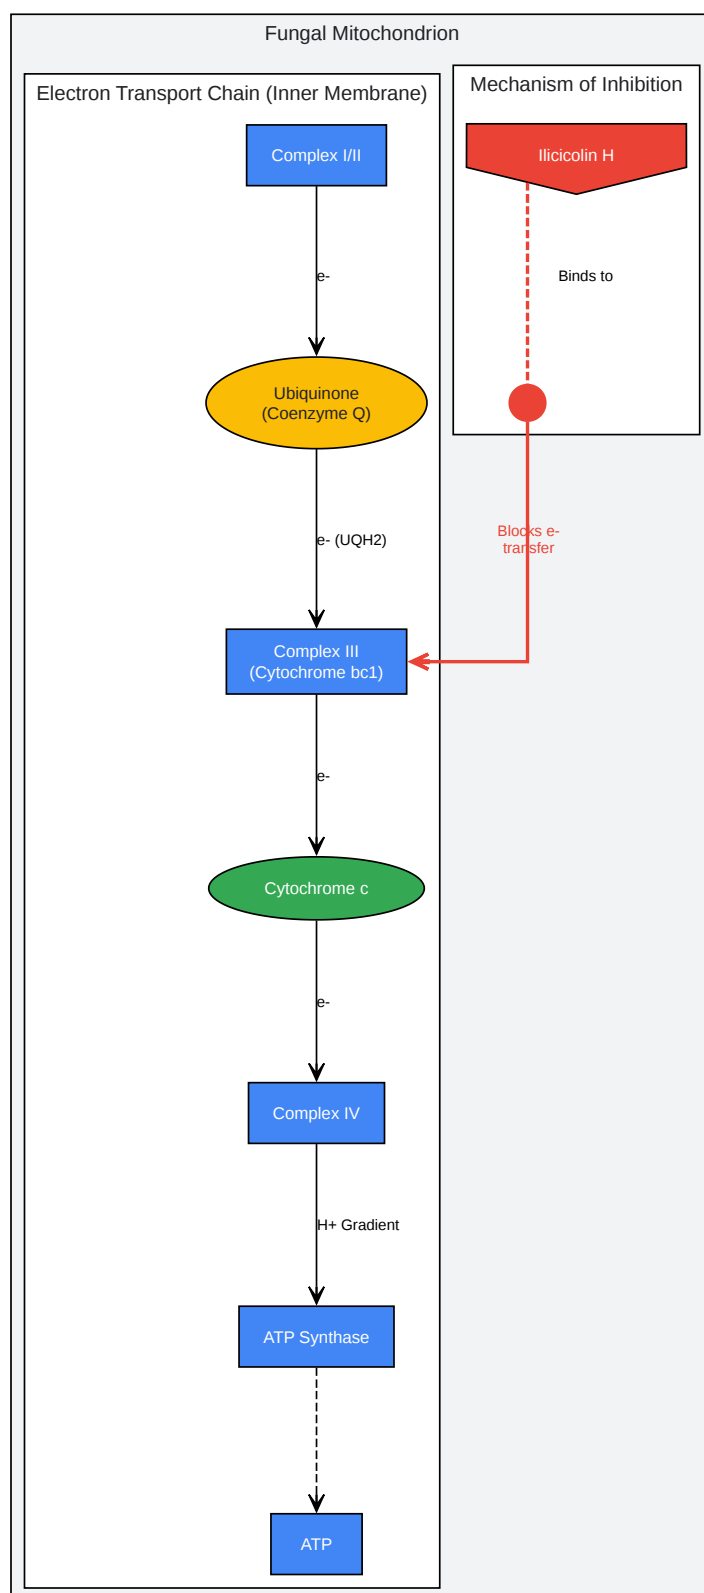 Fungal Mitochondrion
Electron Transport Chain (Inner Membrane)
Mechanism of Inhibition
Complex I/II
Ilicicolin H
e-
Binds to
Ubiquinone
(Coenzyme Q)
e- (UQH2)
Blocks e-
transfer
Complex III
(Cytochrome bc1)
e-
Cytochrome c
e-
Complex IV
H+ Gradient
ATP Synthase
ATP